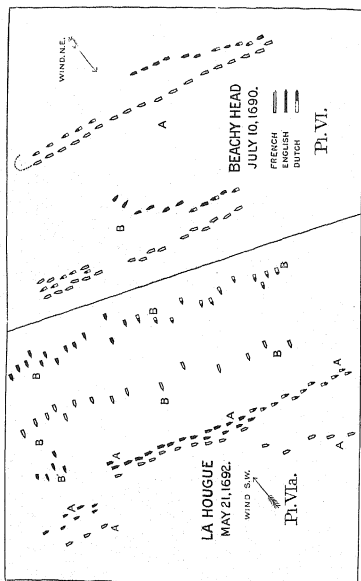 WIND, N.E.
A
BEACHY HEAD
JULY 10, 1690.
FRENCH
ENGLISH
DUTCH
Pl. VI.
B
B
B
B
B
B
B
B'
A
A
A
A
A
A
LA HOUGUE
MAY 21, 1692.
WIND S.W.
Pl. VIa.